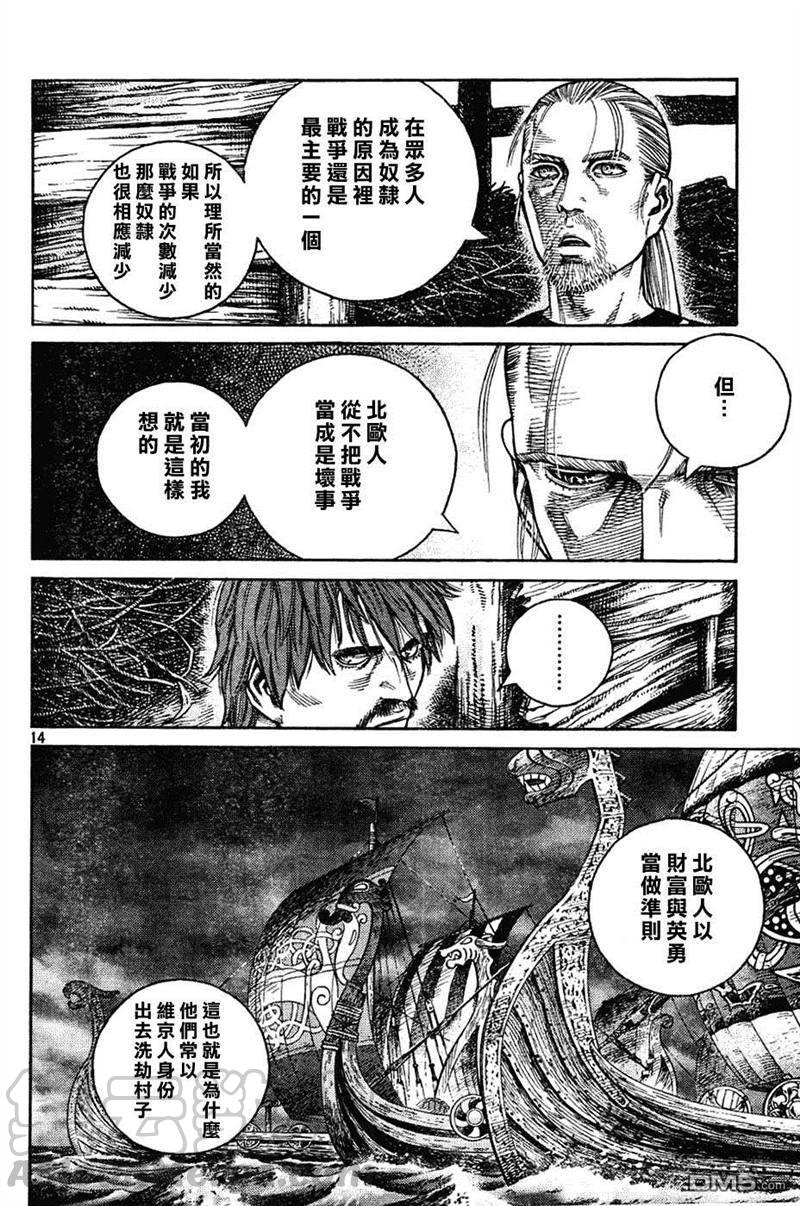 在眾多人
成為奴隸
的原因裡
戰爭還是
最主要的一個
所以理所當然的
如果
戰爭的次數減少
那麼奴隸
也很相應減少
但…
北歐人
從不把戰爭
當成是壞事
當初的我
就是這樣
想的
………
14
北歐人以
財富與英勇
當做準則
這也就是為什麼
他們常以
維京人身份
出去洗劫村子
DM5.com